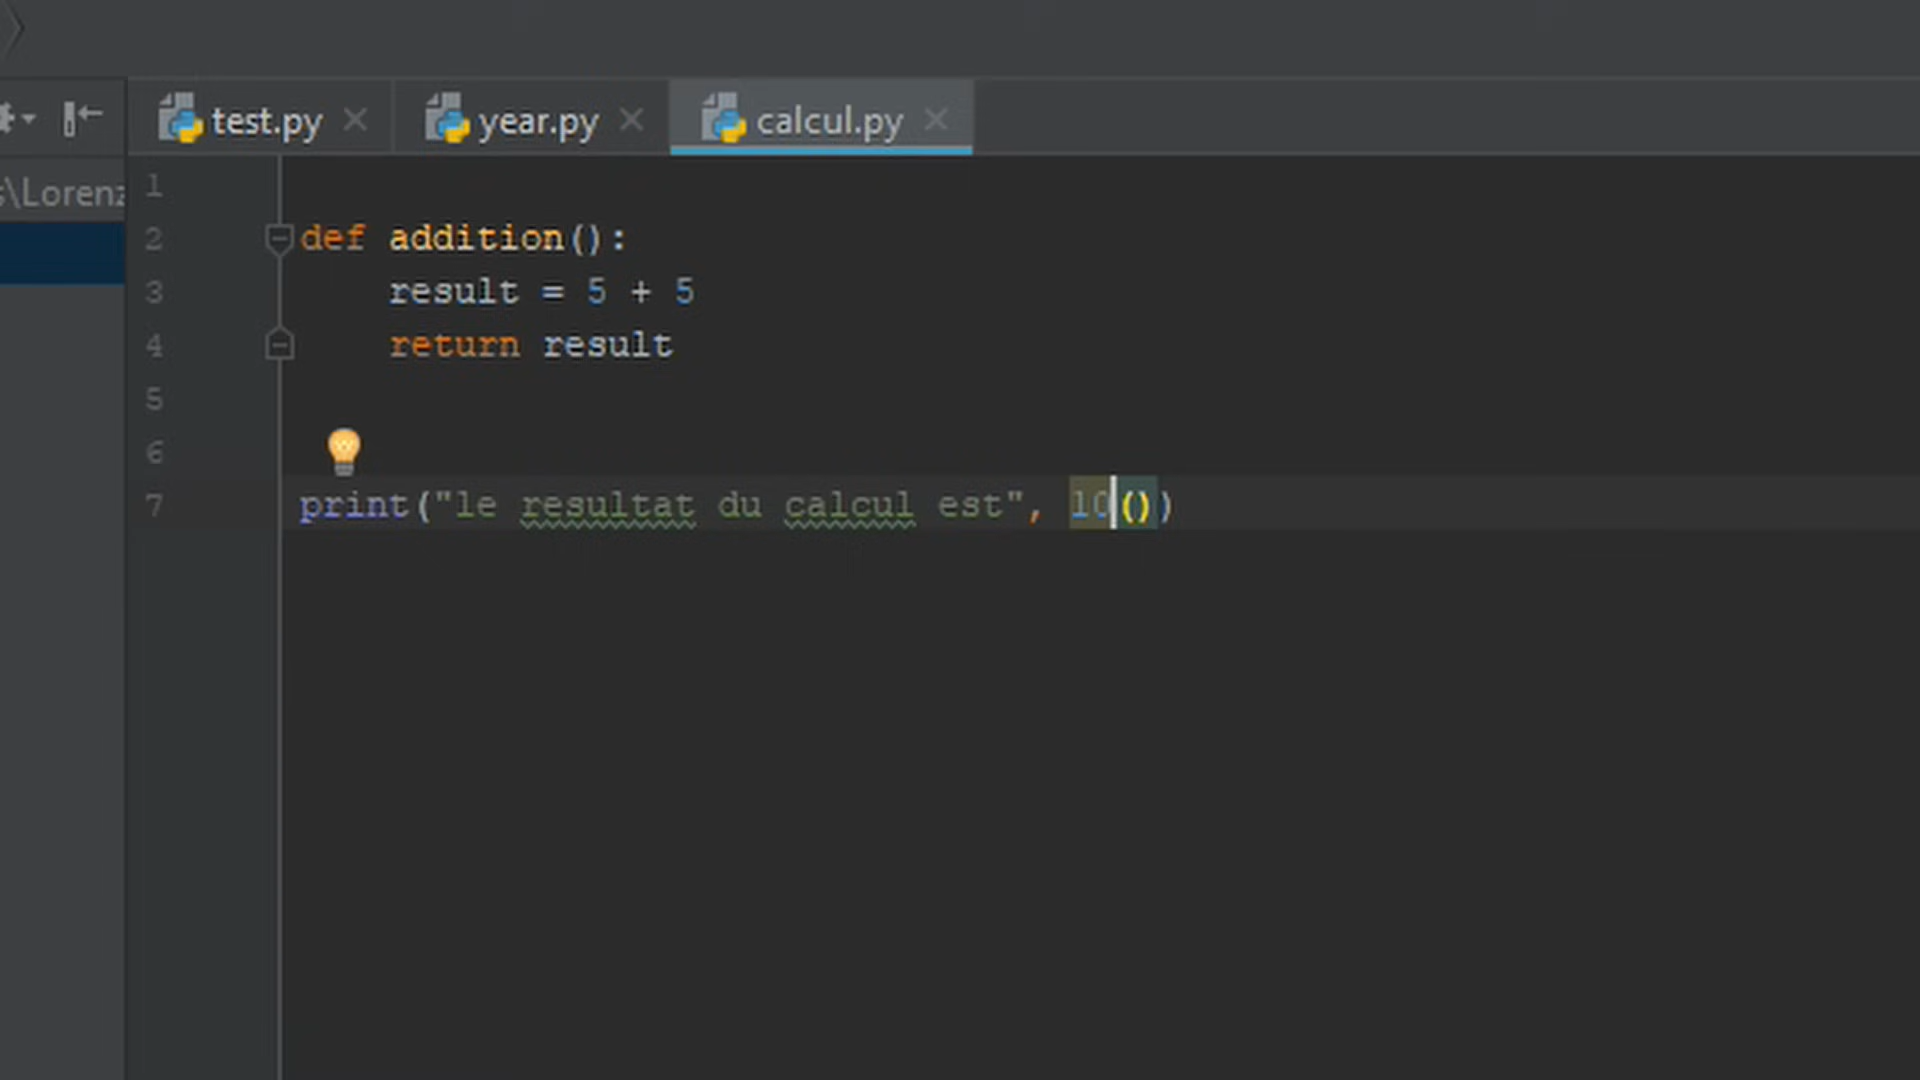 test.py year.py calcul.py
s\Lorenz
1
2 def addition():
3 result = 5 + 5
4 return result
5
6
7 print("le resultat du calcul est", 10())